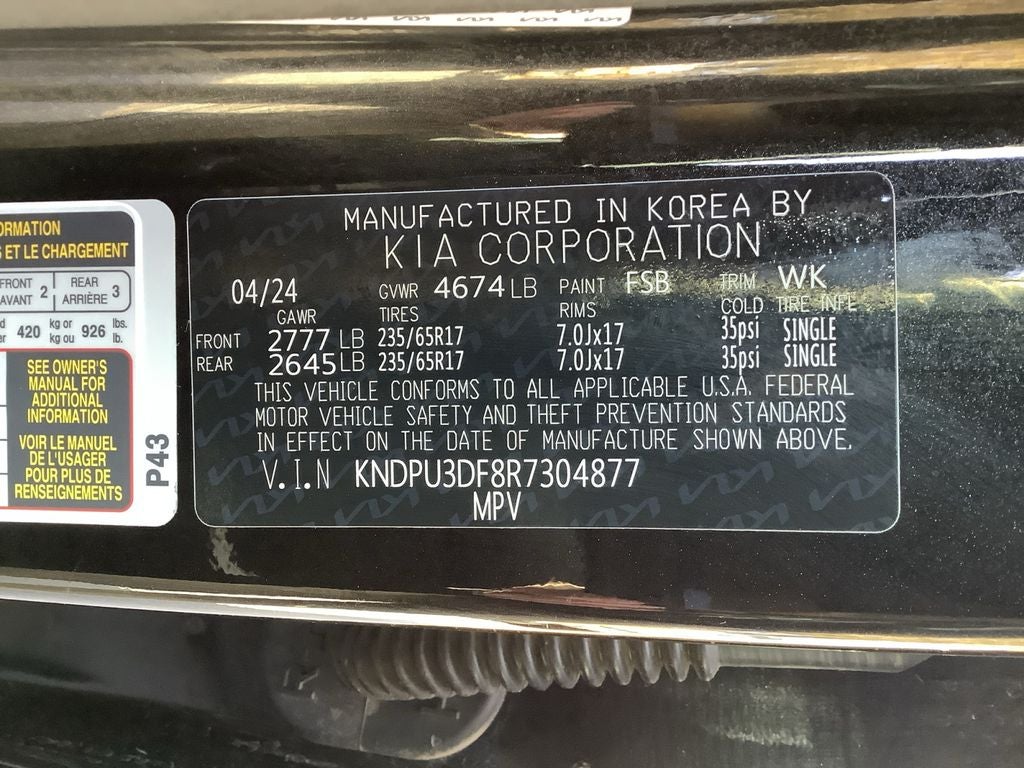 ORMATION
S ET LE CHARGEMENT
FRONT
AVANT 2 REAR
ARRIÈRE 3
420 kg or
kg ou 926 lbs.
lb.
SEE OWNER'S
MANUAL FOR
ADDITIONAL
INFORMATION
VOIR LE MANUEL
DE L'USAGER
POUR PLUS DE
RENSEIGNEMENTS
P43
MANUFACTURED IN KOREA BY
KIA CORPORATION
04/24 GVWR 4674 LB PAINT FSB TRIM WK
GAWR TIRES RIMS COLD TIRE INFL
FRONT 2777 LB 235/65R17 7.0Jx17 35psi SINGLE
REAR 2645 LB 235/65R17 7.0Jx17 35psi SINGLE
THIS VEHICLE CONFORMS TO ALL APPLICABLE U.S.A. FEDERAL
MOTOR VEHICLE SAFETY AND THEFT PREVENTION STANDARDS
IN EFFECT ON THE DATE OF MANUFACTURE SHOWN ABOVE.
V.I.N KNDPU3DF8R7304877
MPV